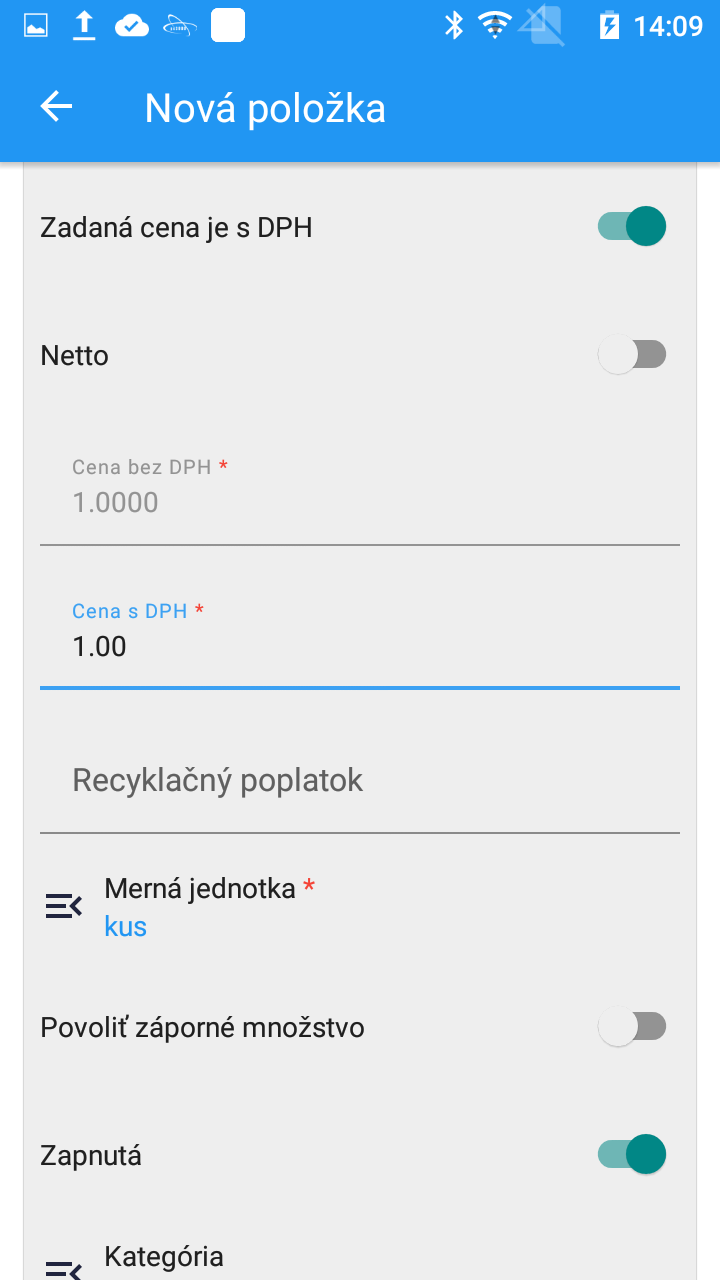 14:09
Nová položka
Zadaná cena je s DPH
Netto
Cena bez DPH *
1.0000
Cena s DPH *
1.00
Recyklačný poplatok
Merná jednotka *
kus
Povoliť záporné množstvo
Zapnutá
Kategória